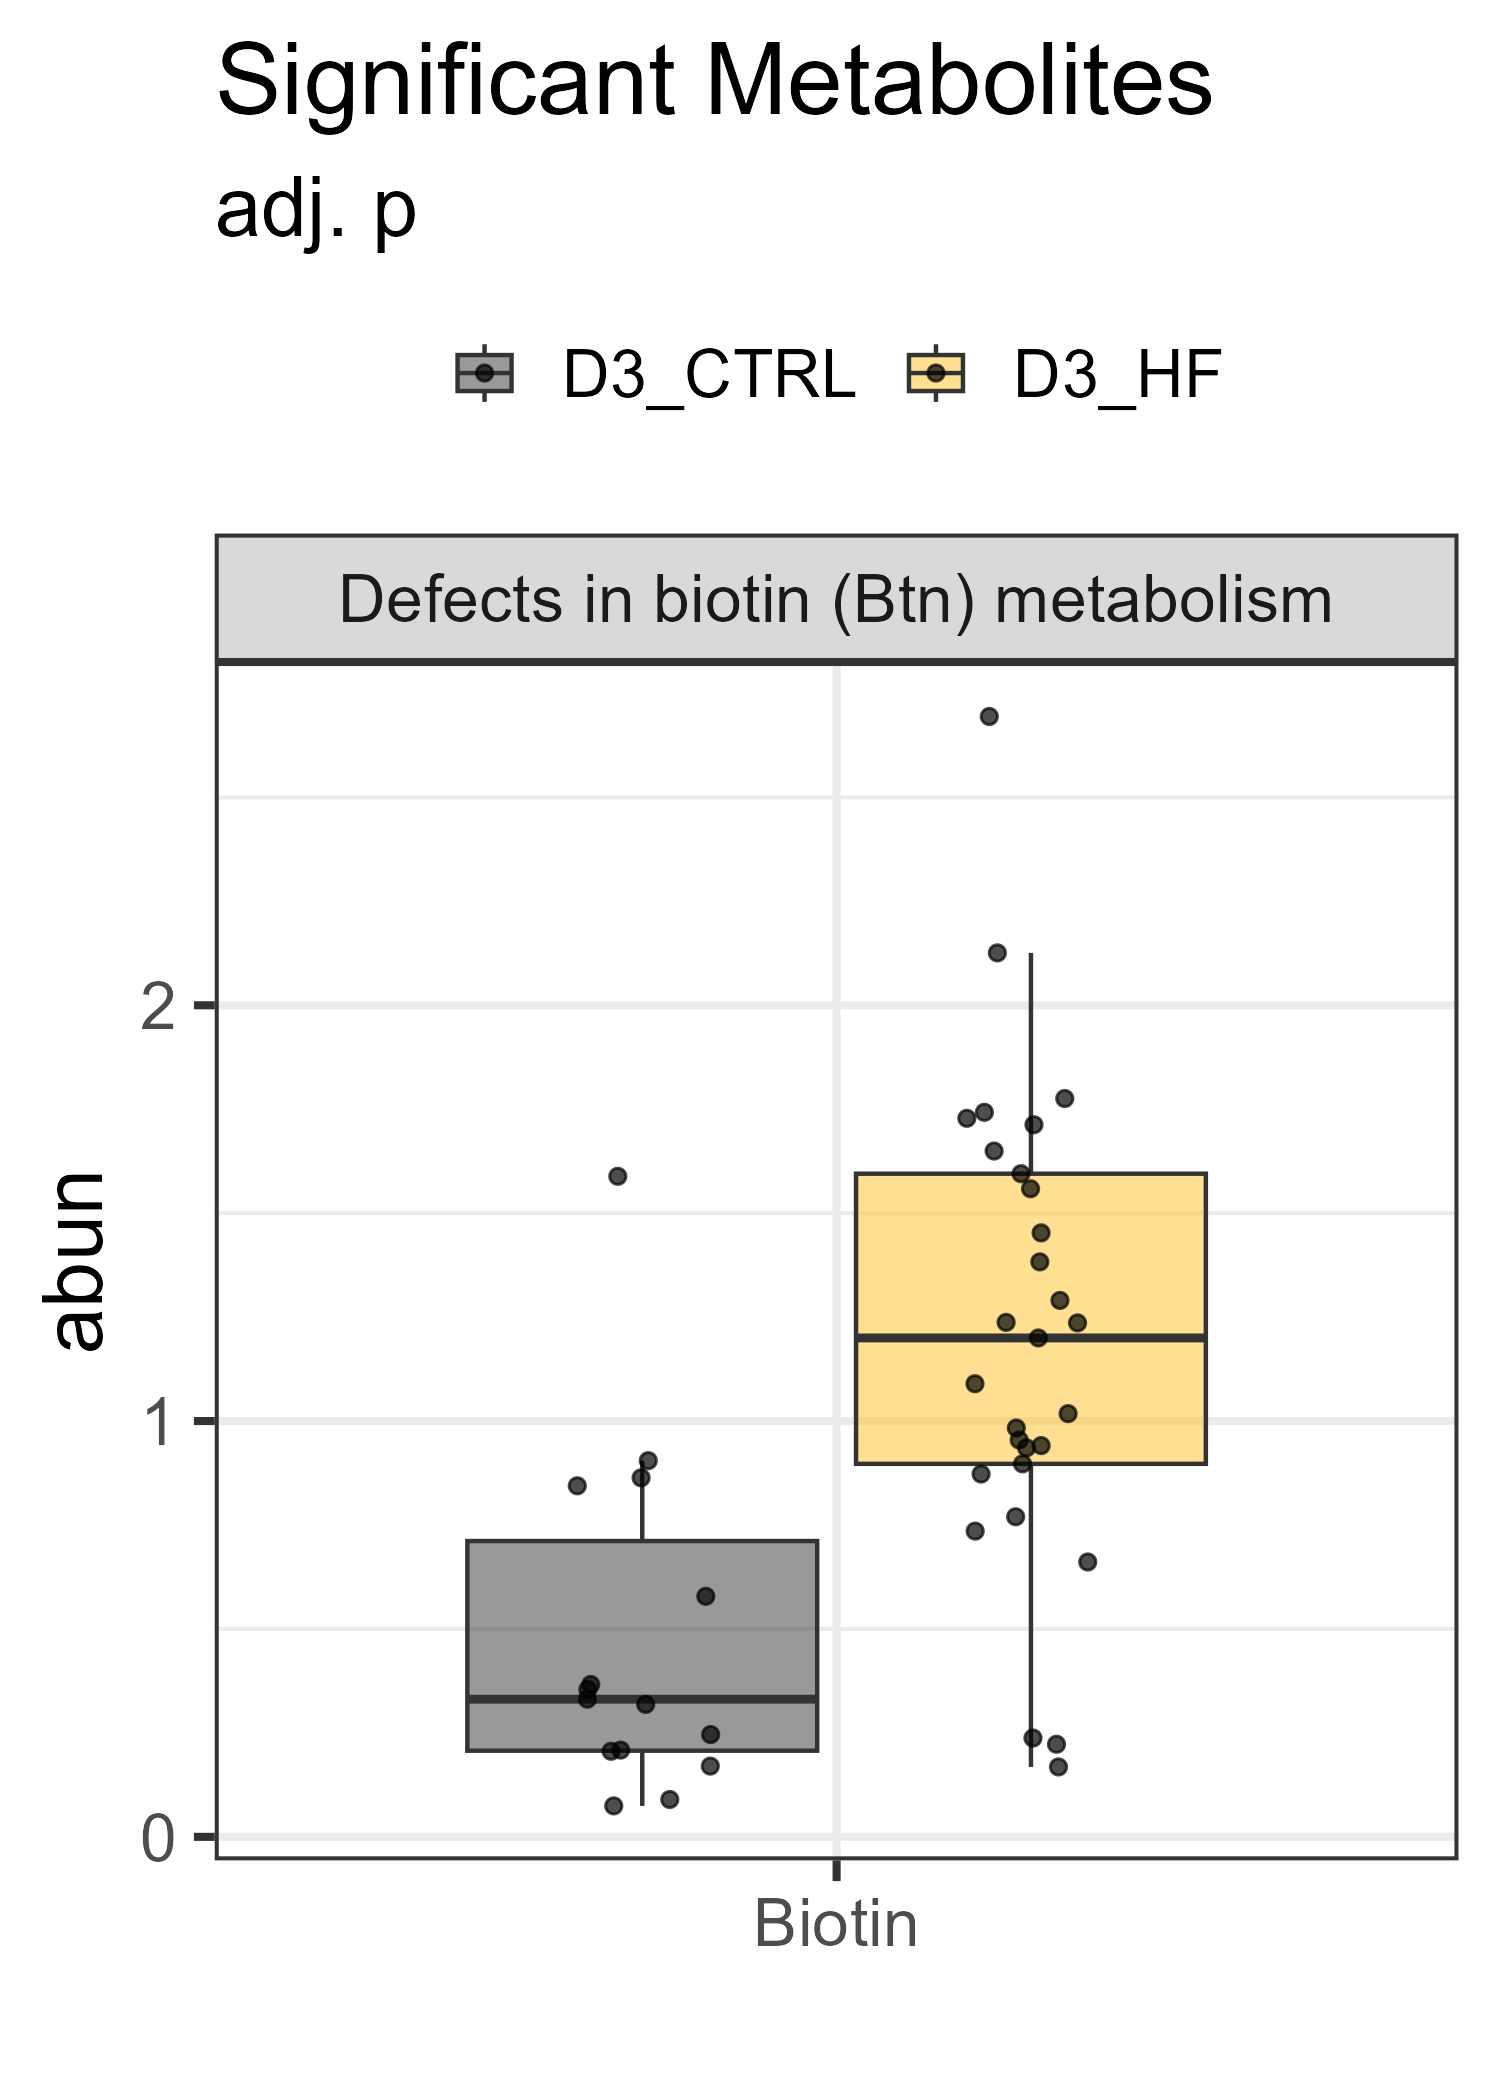 Significant Metabolites
adj. p
D3_CTRL D3_HF
Defects in biotin (Btn) metabolism
2
1
0
abun
Biotin